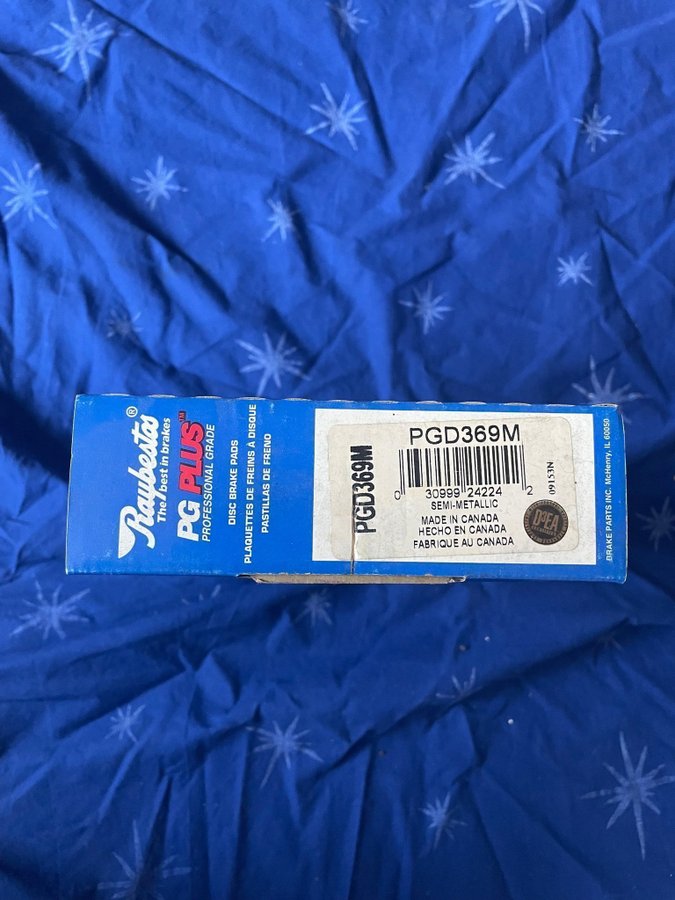 Raybestos®
The best in brakes
PG PLUS™
PROFESSIONAL GRADE
DISC BRAKE PADS
PLAQUETTES DE FREINS À DISQUE
PASTILLAS DE FRENO
PGD369M
PGD369M
0 30999 24224 2
SEMI-METALLIC
MADE IN CANADA
HECHO EN CANADA
FABRIQUE AU CANADA
09153N
D3EA
BRAKE PARTS INC. McHenry, IL 60050